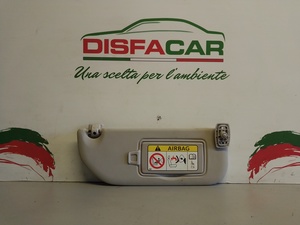 DISFACAR
Una scelta per l'ambiente
AIRBAG